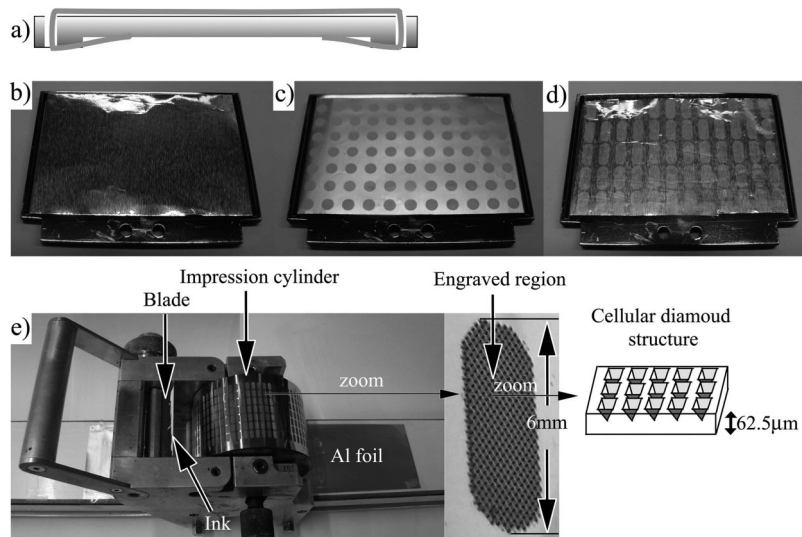 a)
b)
c)
d)
Impression cylinder
Blade
Engraved region
e)
Cellular diamoud
structure
zoom
zoom
6mm
62.5μm
Al foil
Ink